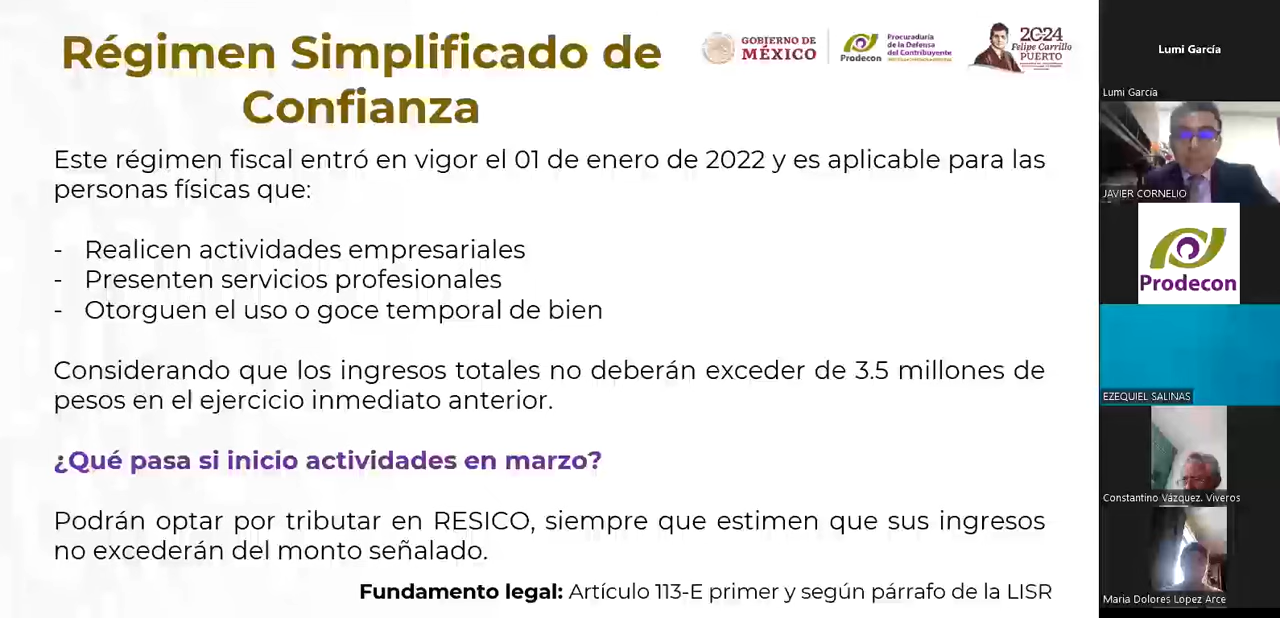 Régimen Simplificado de
Confianza
GOBIERNO DE
MÉXICO
Prodecon
Procuraduría
de la Defensa
del Contribuyente
2024
Felipe Carrillo
PUERTO
Este régimen fiscal entró en vigor el 01 de enero de 2022 y es aplicable para las
personas físicas que:
- Realicen actividades empresariales
- Presenten servicios profesionales
- Otorguen el uso o goce temporal de bien
Considerando que los ingresos totales no deberán exceder de 3.5 millones de
pesos en el ejercicio inmediato anterior.
¿Qué pasa si inicio actividades en marzo?
Podrán optar por tributar en RESICO, siempre que estimen que sus ingresos
no excederán del monto señalado.
Fundamento legal: Artículo 113-E primer y según párrafo de la LISR
Lumi García
Lumi García
JAVIER CORNELIO
Prodecon
EZEQUIEL SALINAS
Constantino Vázquez. Viveros
Maria Dolores Lopez Arce